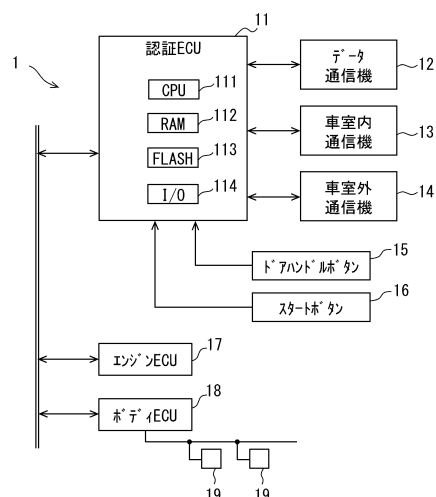 11
認証ECU
1
CPU
111
RAM
112
FLASH
113
I/O
114
ﾃﾞｰﾀ
通信機
12
車室内
通信機
13
車室外
通信機
14
ﾄﾞｱﾊﾝﾄﾞﾙﾎﾞﾀﾝ
15
ｽﾀｰﾄﾎﾞﾀﾝ
16
ｴﾝｼﾞﾝECU
17
ﾎﾞﾃﾞｨECU
18
19
19